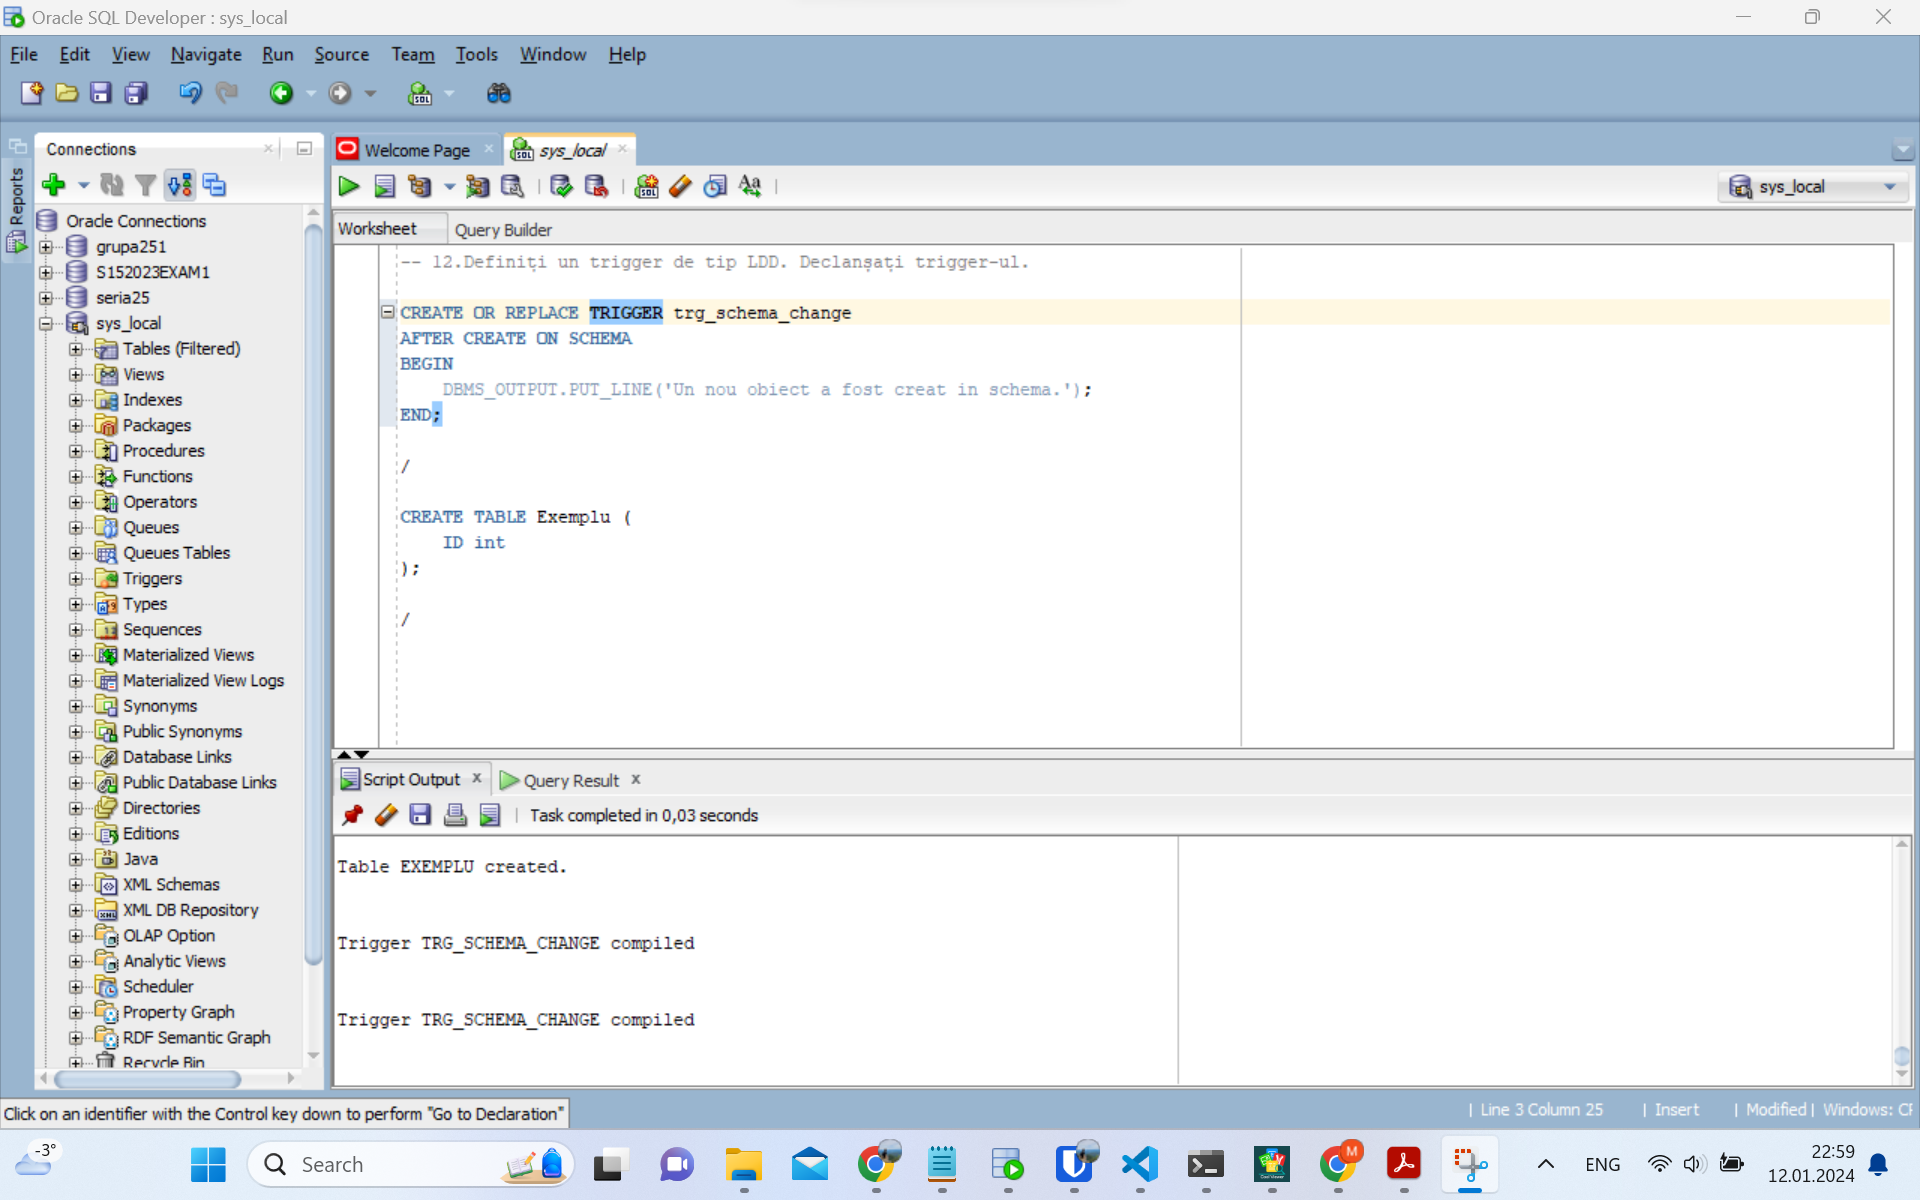 Oracle SQL Developer : sys_local
File Edit View Navigate Run Source Team Tools Window Help
Reports
Connections
Oracle Connections
grupa251
S152023EXAM1
seria25
sys_local
Tables (Filtered)
Views
Indexes
Packages
Procedures
Functions
Operators
Queues
Queues Tables
Triggers
Types
Sequences
Materialized Views
Materialized View Logs
Synonyms
Public Synonyms
Database Links
Public Database Links
Directories
Editions
Java
XML Schemas
XML DB Repository
OLAP Option
Analytic Views
Scheduler
Property Graph
RDF Semantic Graph
Recycle Bin
Welcome Page sys_local
sys_local
Worksheet Query Builder
-- 12.Definiți un trigger de tip LDD. Declanșați trigger-ul.
CREATE OR REPLACE TRIGGER trg_schema_change
AFTER CREATE ON SCHEMA
BEGIN
DBMS_OUTPUT.PUT_LINE('Un nou obiect a fost creat in schema.');
END;
/
CREATE TABLE Exemplu (
ID int
);
/
Script Output Query Result
Task completed in 0,03 seconds
Table EXEMPLU created.
Trigger TRG_SCHEMA_CHANGE compiled
Trigger TRG_SCHEMA_CHANGE compiled
Click on an identifier with the Control key down to perform "Go to Declaration"
| Line 3 Column 25 | Insert | Modified | Windows: CF
-3°
Search
ENG
22:59
12.01.2024